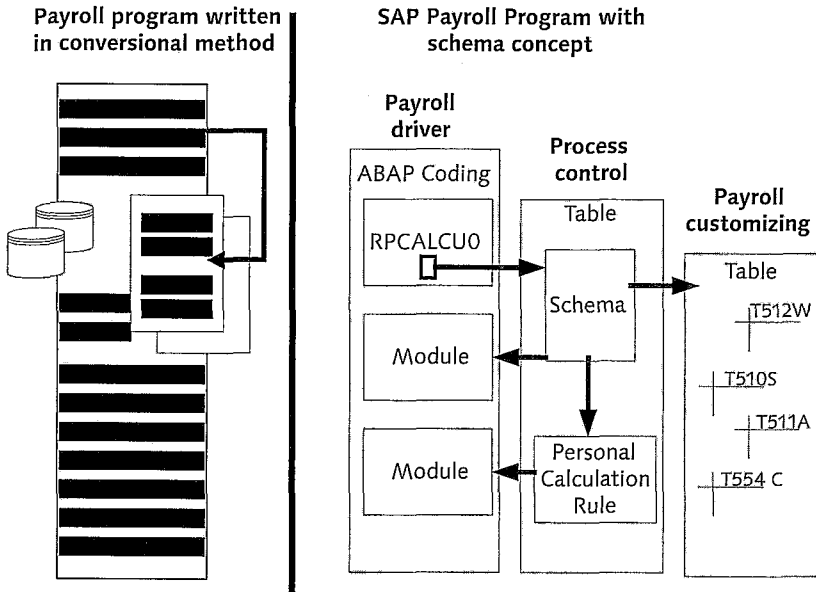 Payroll program written
in conversional method
SAP Payroll Program with
schema concept
Payroll
driver
ABAP Coding
RPCALCU0
Module
Module
Process
control
Table
Schema
Personal
Calculation
Rule
Payroll
customizing
Table
T512W
T510S
T511A
T554 C